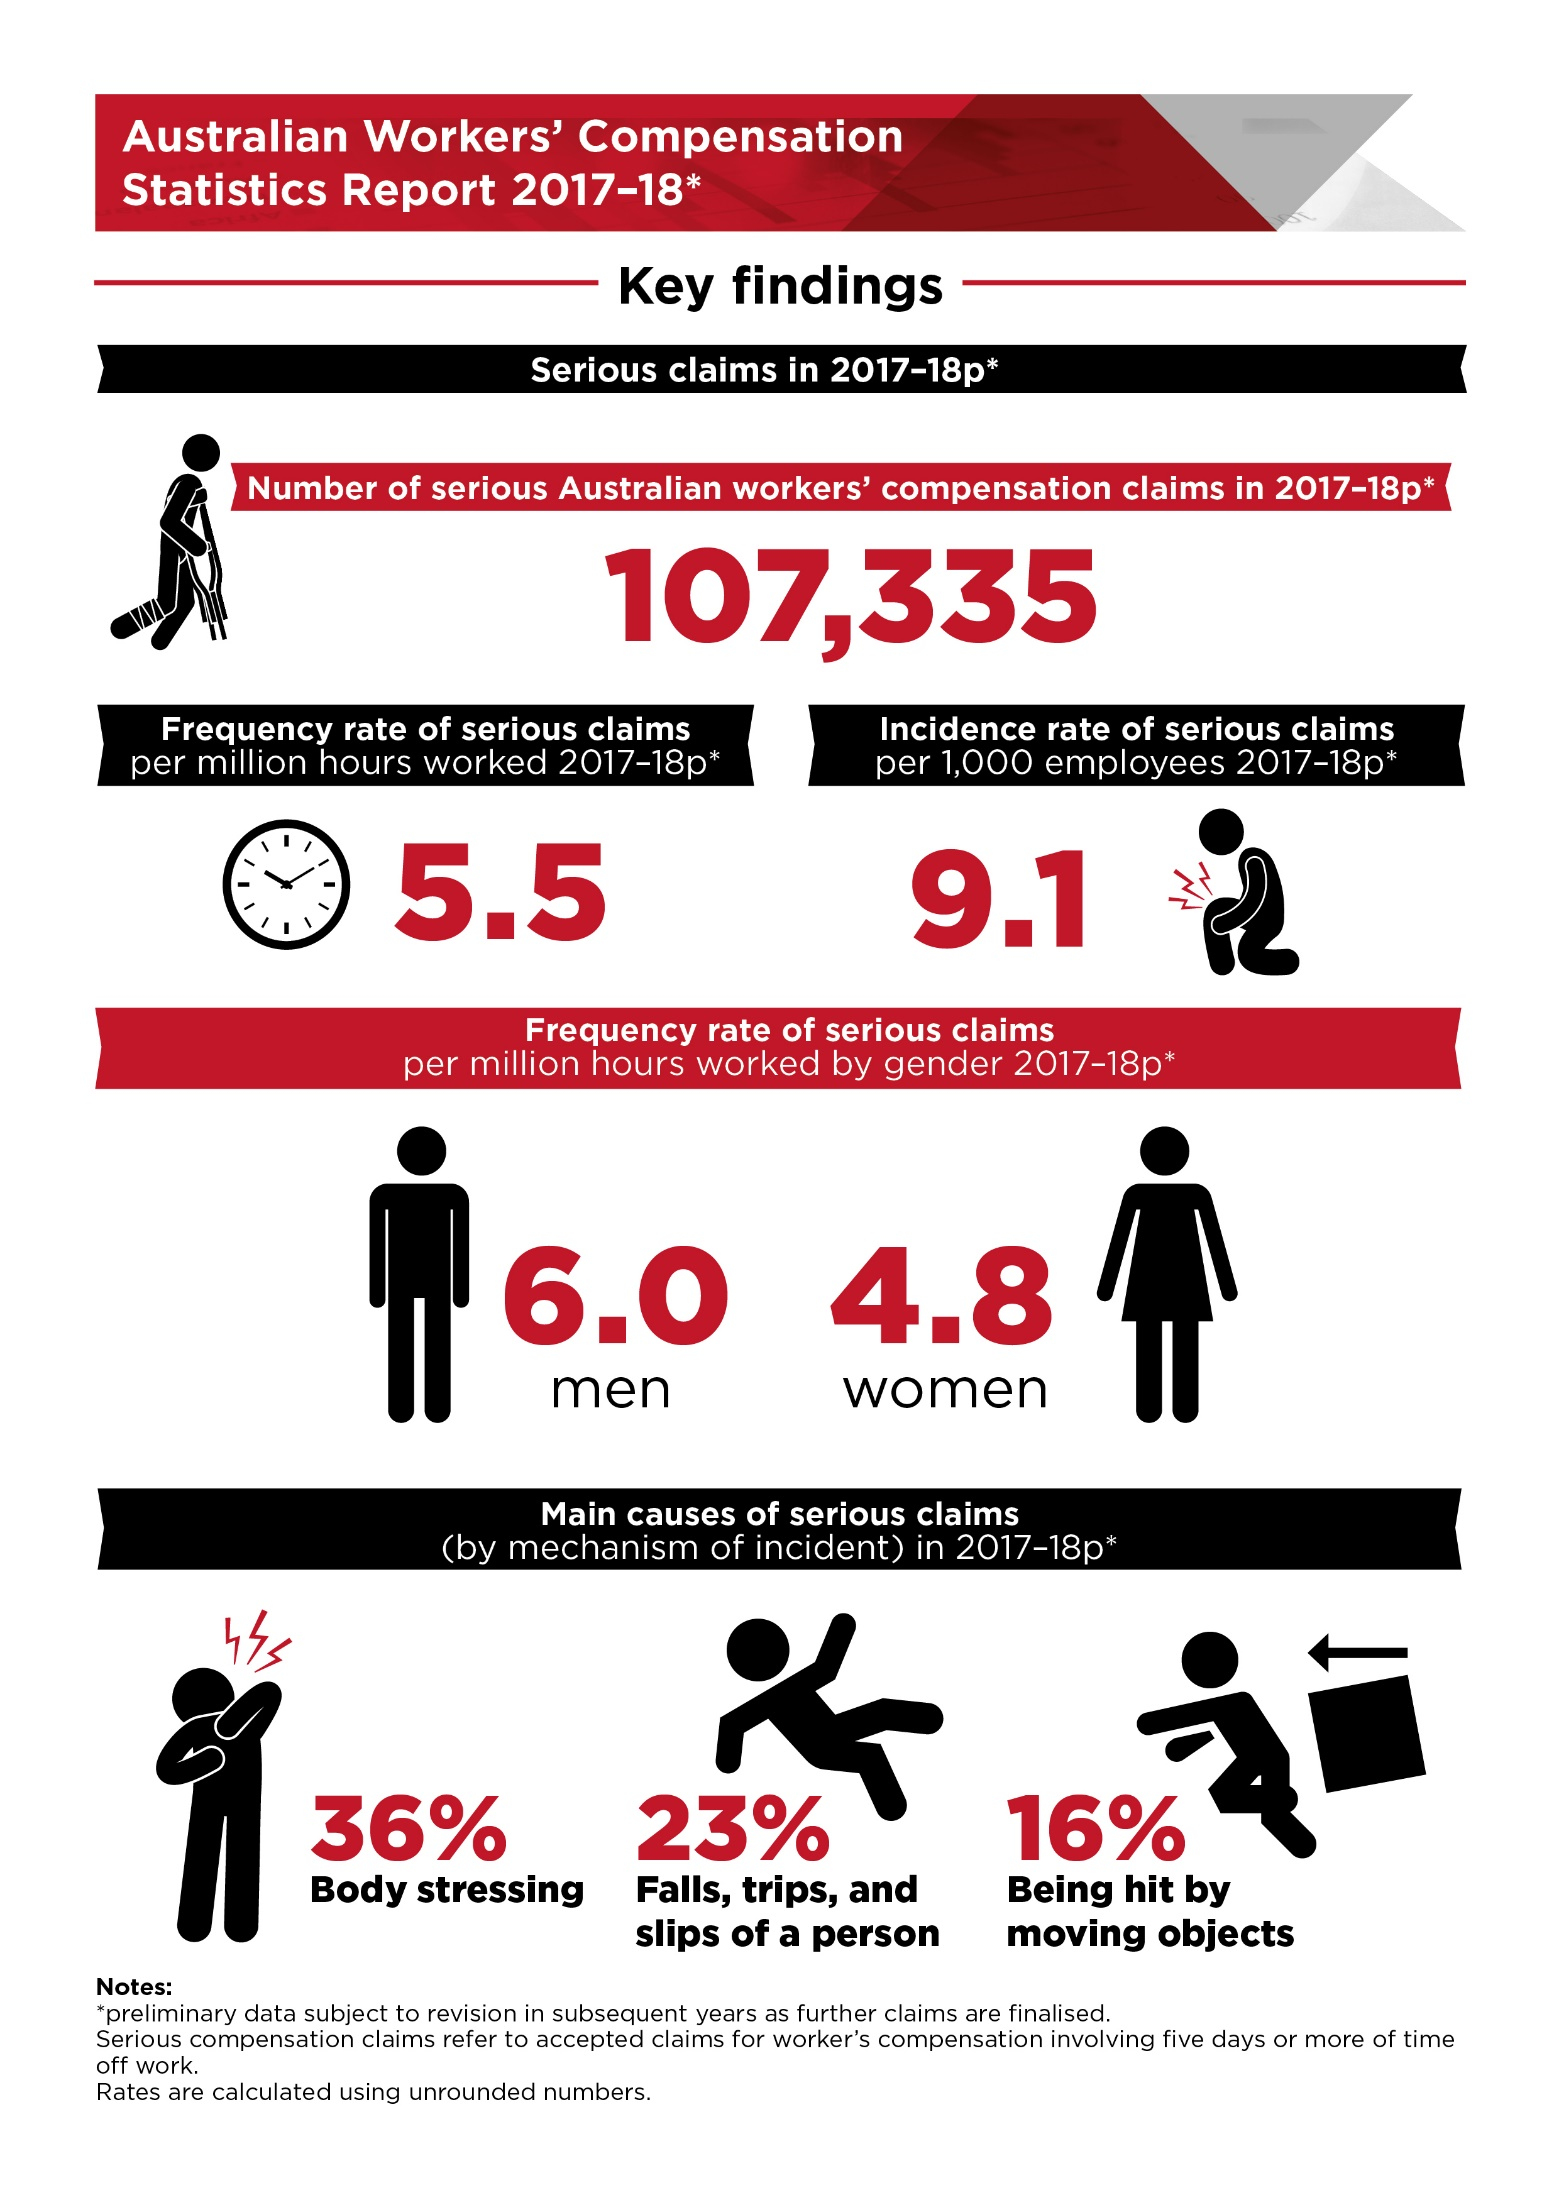 Australian Workers’ Compensation
Statistics Report 2017–18*
Key findings
Serious claims in 2017–18p*
Number of serious Australian workers’ compensation claims in 2017–18p*
107,335
Frequency rate of serious claims
per million hours worked 2017–18p*
5.5
Incidence rate of serious claims
per 1,000 employees 2017–18p*
9.1
Frequency rate of serious claims
per million hours worked by gender 2017–18p*
6.0
men
4.8
women
Main causes of serious claims
(by mechanism of incident) in 2017–18p*
36%
Body stressing
23%
Falls, trips, and
slips of a person
16%
Being hit by
moving objects
Notes:
*preliminary data subject to revision in subsequent years as further claims are finalised.
Serious compensation claims refer to accepted claims for worker’s compensation involving five days or more of time
off work.
Rates are calculated using unrounded numbers.